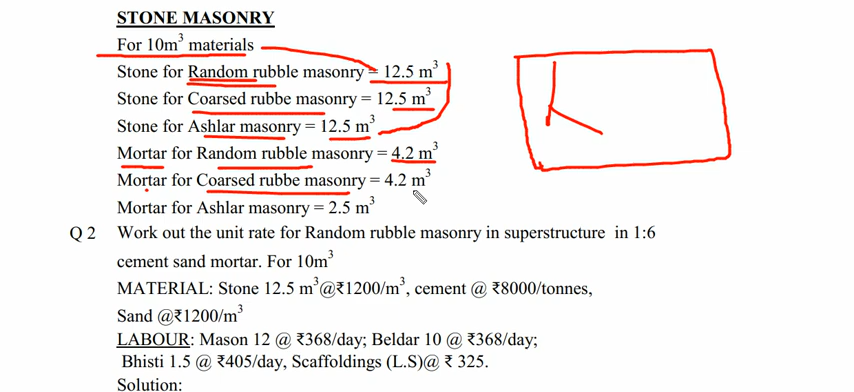 STONE MASONRY
For 10m³ materials
Stone for Random rubble masonry = 12.5 m³
Stone for Coarsed rubbe masonry = 12.5 m³
Stone for Ashlar masonry = 12.5 m³
Mortar for Random rubble masonry = 4.2 m³
Mortar for Coarsed rubbe masonry = 4.2 m³
Mortar for Ashlar masonry = 2.5 m³
Q 2 Work out the unit rate for Random rubble masonry in superstructure in 1:6
cement sand mortar. For 10m³
MATERIAL: Stone 12.5 m³@₹1200/m³, cement @ ₹8000/tonnes,
Sand @₹1200/m³
LABOUR: Mason 12 @ ₹368/day; Beldar 10 @ ₹368/day;
Bhisti 1.5 @ ₹405/day, Scaffoldings (L.S)@ ₹ 325.
Solution: